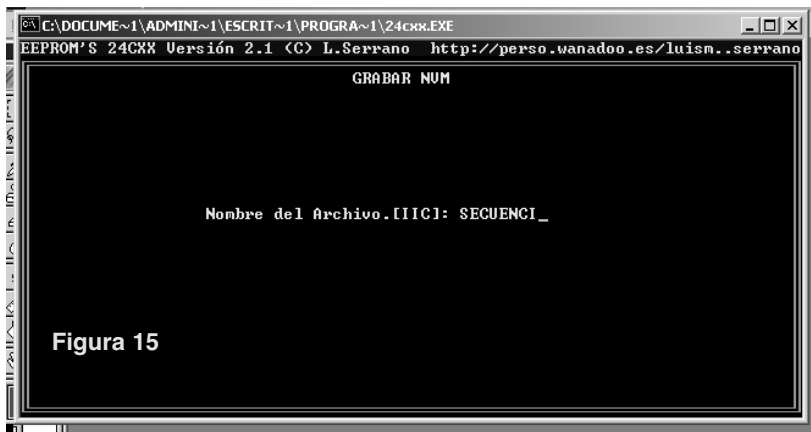 C:\DOCUME~1\ADMINI~1\ESCRIT~1\PROGRA~1\24cxx.EXE
EEPROM'S 24CXX Versión 2.1 (C) L.Serrano http://perso.wanadoo.es/luism..serrano
GRABAR NVM
Nombre del Archivo.[IIC]: SECUENCI_
Figura 15